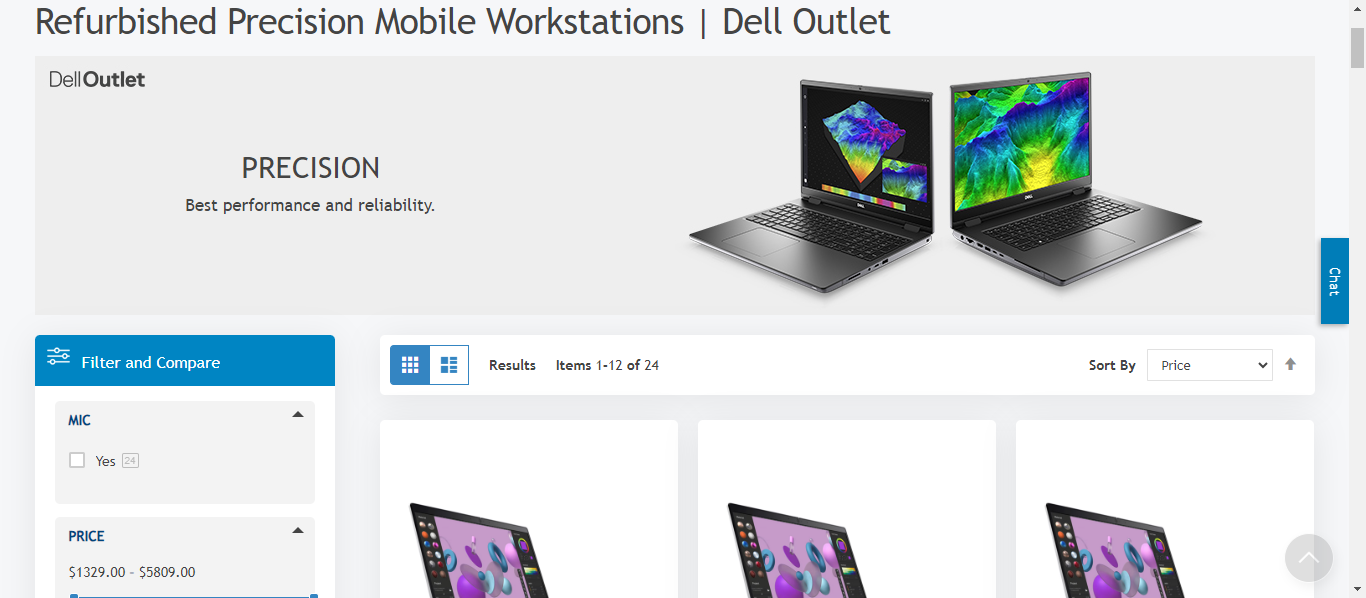 Refurbished Precision Mobile Workstations | Dell Outlet
DellOutlet
PRECISION
Best performance and reliability.
Chat
Filter and Compare
Results Items 1-12 of 24
Sort By Price
MIC
Yes 24
PRICE
$1329.00 - $5809.00